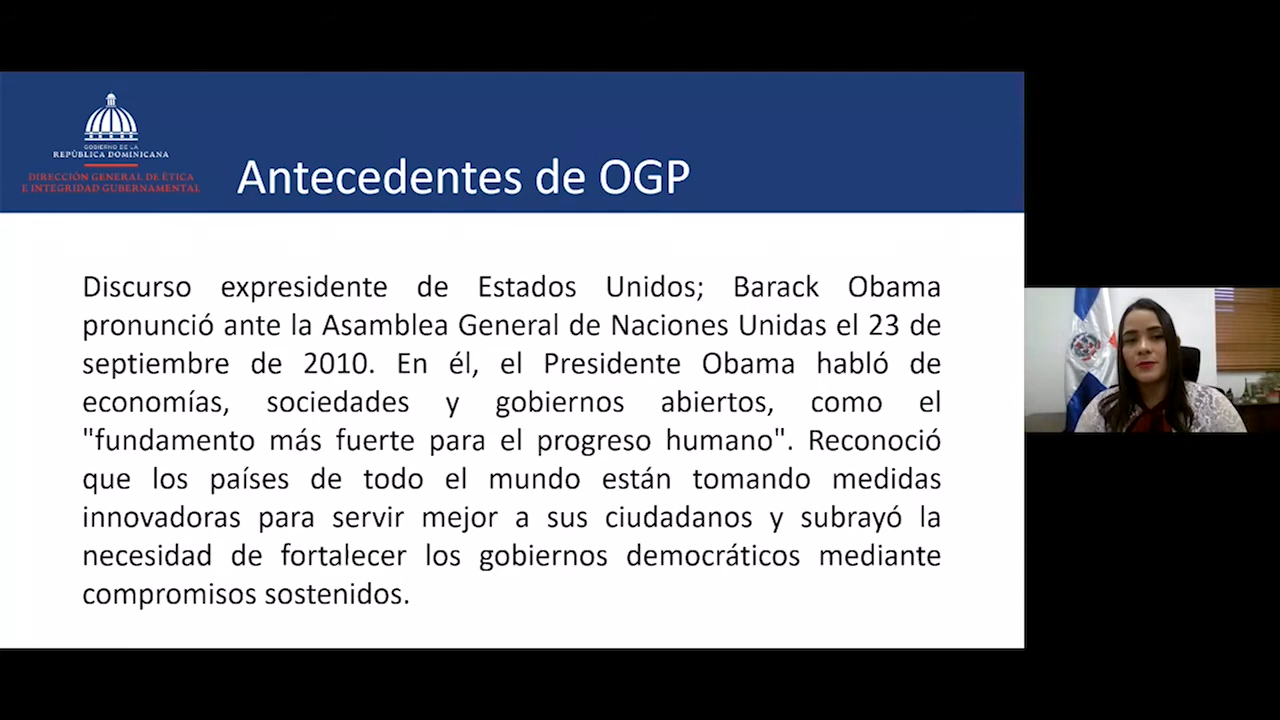 GOBIERNO DE LA
REPÚBLICA DOMINICANA
DIRECCIÓN GENERAL DE ÉTICA
E INTEGRIDAD GUBERNAMENTAL
Antecedentes de OGP
Discurso expresidente de Estados Unidos; Barack Obama
pronunció ante la Asamblea General de Naciones Unidas el 23 de
septiembre de 2010. En él, el Presidente Obama habló de
economías, sociedades y gobiernos abiertos, como el
"fundamento más fuerte para el progreso humano". Reconoció
que los países de todo el mundo están tomando medidas
innovadoras para servir mejor a sus ciudadanos y subrayó la
necesidad de fortalecer los gobiernos democráticos mediante
compromisos sostenidos.